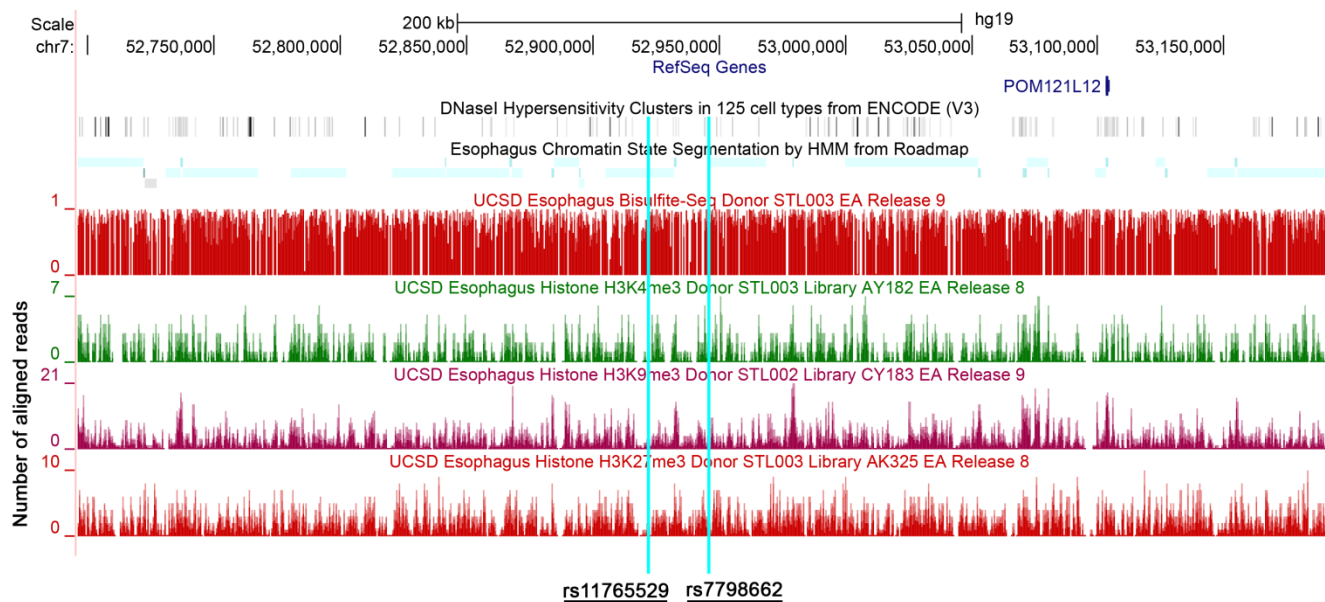 Scale
200 kb
hg19
chr7:
52,750,000
52,800,000
52,850,000
52,900,000
52,950,000
53,000,000
53,050,000
53,100,000
53,150,000
RefSeq Genes
POM121L12
DNaseI Hypersensitivity Clusters in 125 cell types from ENCODE (V3)
Esophagus Chromatin State Segmentation by HMM from Roadmap
UCSD Esophagus Bisulfite-Seq Donor STL003 EA Release 9
1
0
UCSD Esophagus Histone H3K4me3 Donor STL003 Library AY182 EA Release 8
7
0
UCSD Esophagus Histone H3K9me3 Donor STL002 Library CY183 EA Release 9
21
0
UCSD Esophagus Histone H3K27me3 Donor STL003 Library AK325 EA Release 8
10
0
Number of aligned reads
rs11765529
rs7798662